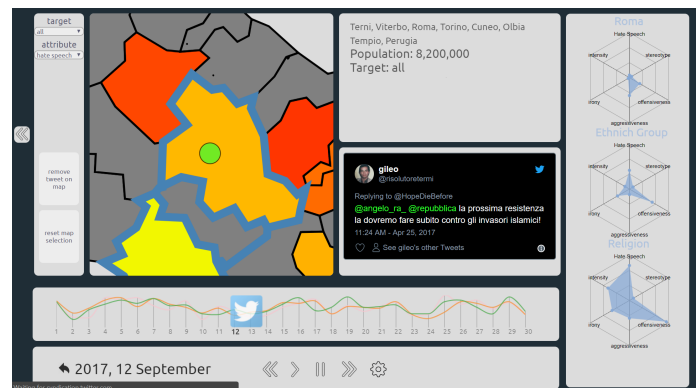 target
all
attribute
hate speech
remove
tweet on
map
reset map
selection
Terni, Viterbo, Roma, Torino, Cuneo, Olbia
Tempio, Perugia
Population: 8,200,000
Target: all
gileo
@risolutoretermi
Replying to @HopeDieBefore
@angelo_ra_ @repubblica la prossima resistenza
la dovremo fare subito contro gli invasori islamici!
11:24 AM - Apr 25, 2017
See gileo's other Tweets
Roma
Hate Speech
intensity stereotype
irony offensiveness
aggressiveness
Ethnich Group
Hate Speech
intensity stereotype
irony offensiveness
aggressiveness
Religion
Hate Speech
intensity stereotype
irony offensiveness
aggressiveness
1 2 3 4 5 6 7 8 9 10 11 12 13 14 15 16 17 18 19 20 21 22 23 24 25 26 27 28 29 30
2017, 12 September
Waiting for syndication.twitter.com...